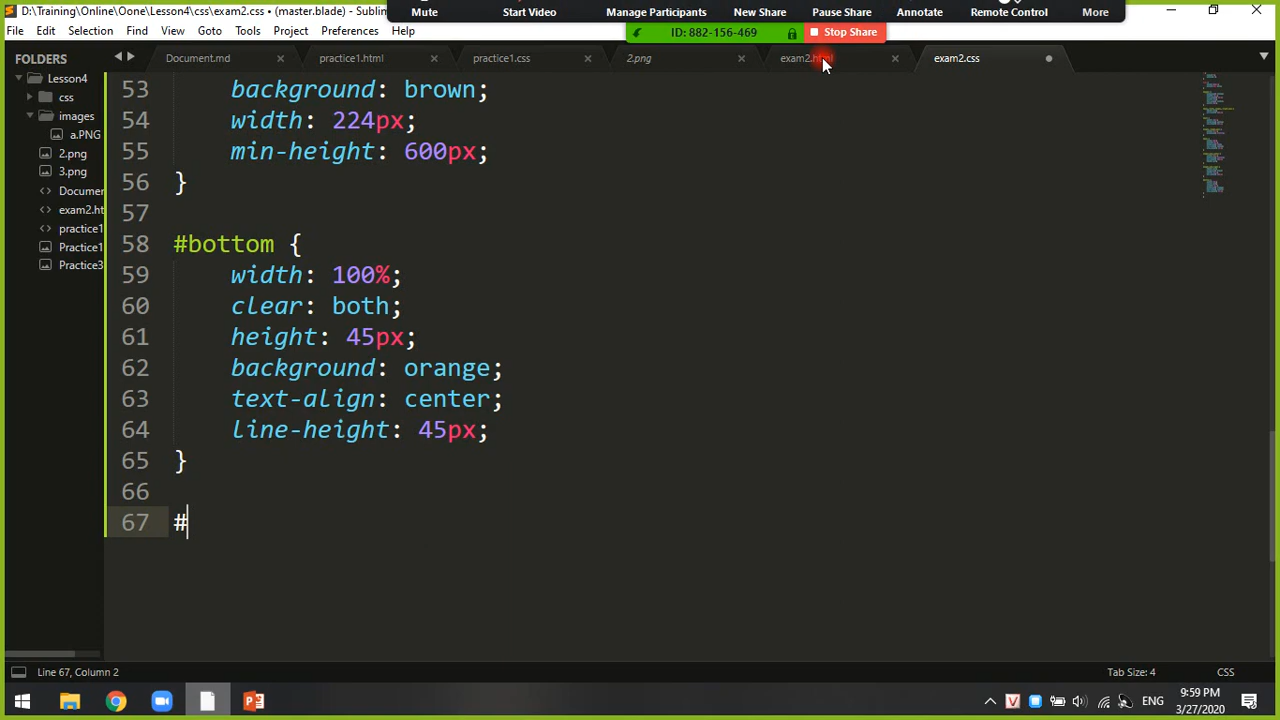 D:\Training\Online\Oone\Lesson4\css\exam2.css • (master.blade) - Sublin
Mute Start Video Manage Participants New Share Pause Share Annotate Remote Control More
File Edit Selection Find View Goto Tools Project Preferences Help
ID: 882-156-469 Stop Share
FOLDERS Document.md practice1.html practice1.css 2.png exam2.html exam2.css
Lesson4
css
images
a.PNG
2.png
3.png
Documen
exam2.ht
practice1
Practice1
Practice3
53 background: brown;
54 width: 224px;
55 min-height: 600px;
56 }
57
58 #bottom {
59 width: 100%;
60 clear: both;
61 height: 45px;
62 background: orange;
63 text-align: center;
64 line-height: 45px;
65 }
66
67 #
Line 67, Column 2 Tab Size: 4 CSS
ENG 9:59 PM
3/27/2020